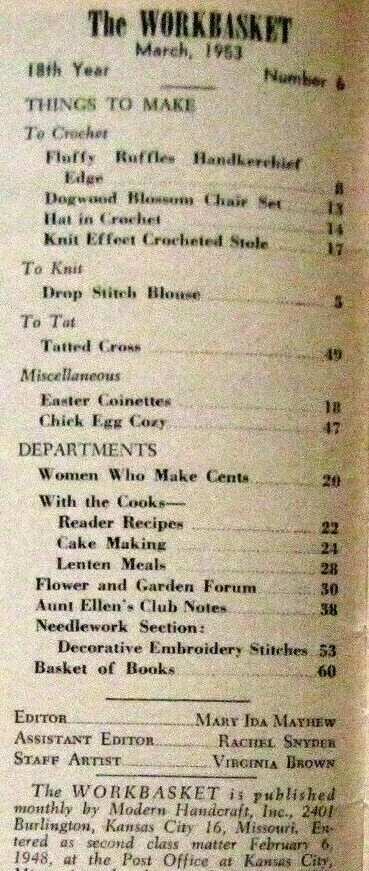 The WORKBASKET
March, 1953
18th Year Number 6
THINGS TO MAKE
To Crochet
Fluffy Ruffles Handkerchief
Edge 8
Dogwood Blossom Chair Set 13
Hat in Crochet 14
Knit Effect Crocheted Stole 17
To Knit
Drop Stitch Blouse 5
To Tat
Tatted Cross 49
Miscellaneous
Easter Coinettes 18
Chick Egg Cozy 47
DEPARTMENTS
Women Who Make Cents 20
With the Cooks—
Reader Recipes 22
Cake Making 24
Lenten Meals 28
Flower and Garden Forum 30
Aunt Ellen's Club Notes 38
Needlework Section:
Decorative Embroidery Stitches 53
Basket of Books 60
EDITOR MARY IDA MAYHEW
ASSISTANT EDITOR RACHEL SNYDER
STAFF ARTIST VIRGINIA BROWN
The WORKBASKET is published
monthly by Modern Handcraft, Inc., 2401
Burlington, Kansas City 16, Missouri. En-
tered as second class matter February 6,
1948, at the Post Office at Kansas City,